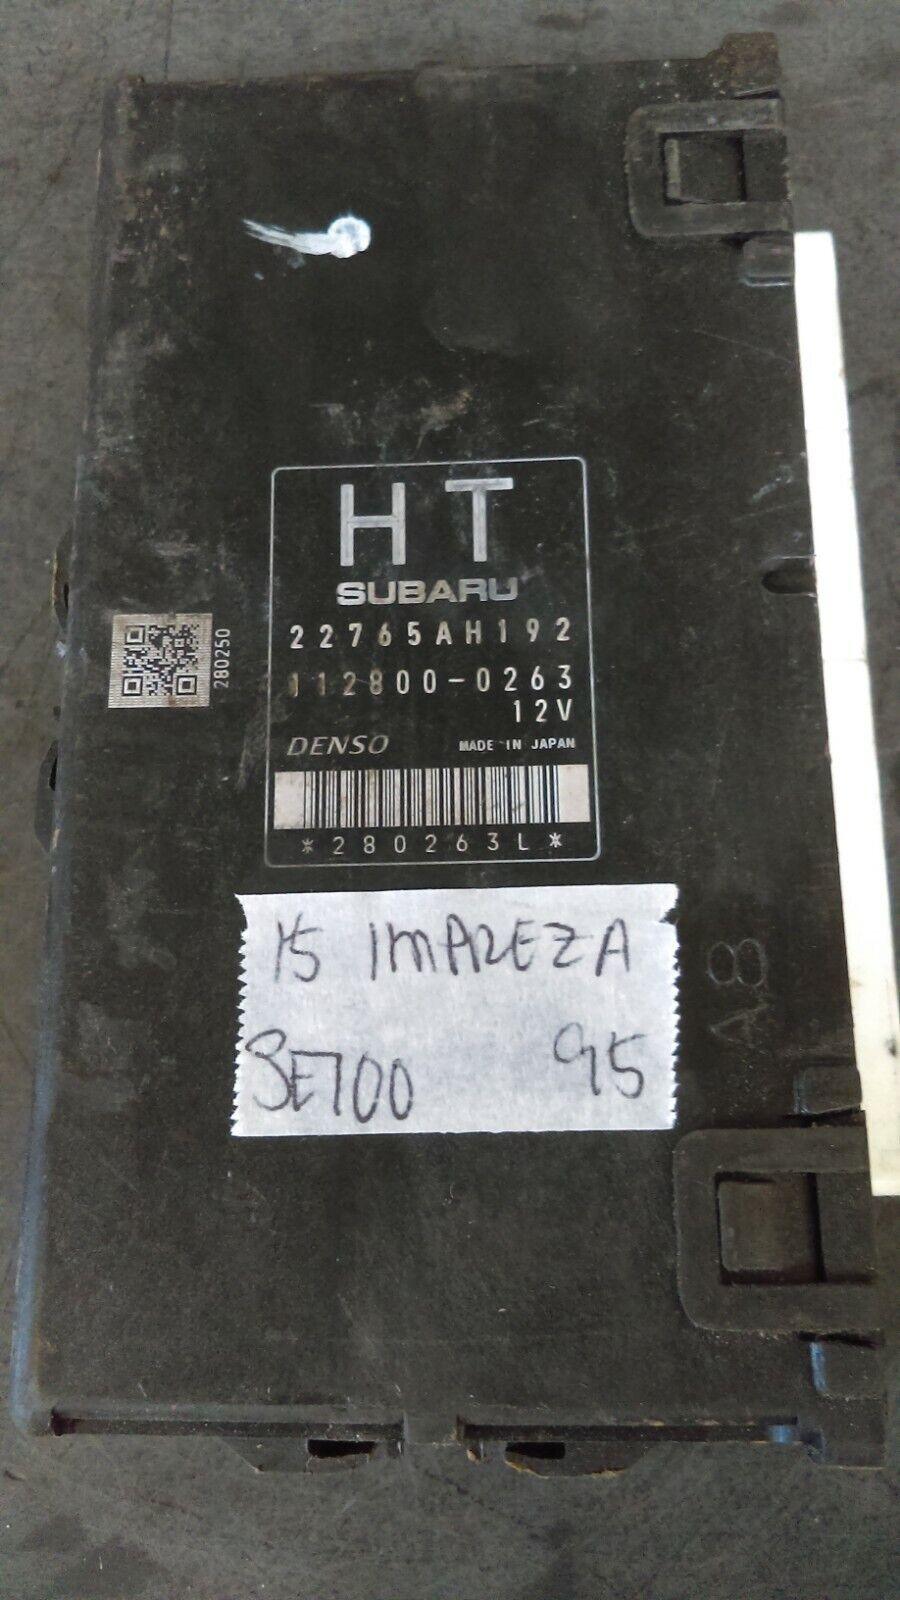 HT
SUBARU
22765AH192
112800-0263
12V
DENSO MADE IN JAPAN
*280263L*
280250
15 IMPREZA
SE700 95
A8